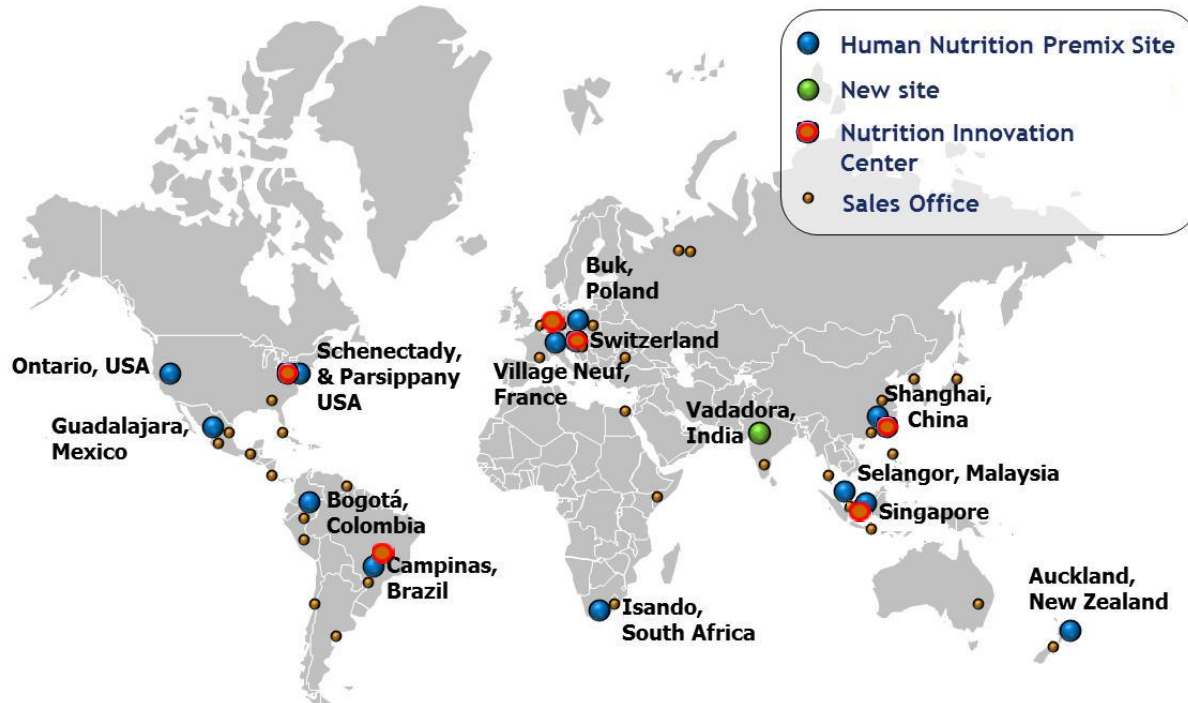 Human Nutrition Premix Site
New site
Nutrition Innovation
Center
Sales Office
Buk,
Poland
Switzerland
Village Neuf,
France
Ontario, USA
Schenectady,
& Parsippany
USA
Guadalajara,
Mexico
Vadadora,
India
Shanghai,
China
Selangor, Malaysia
Singapore
Bogotá,
Colombia
Campinas,
Brazil
Isando,
South Africa
Auckland,
New Zealand